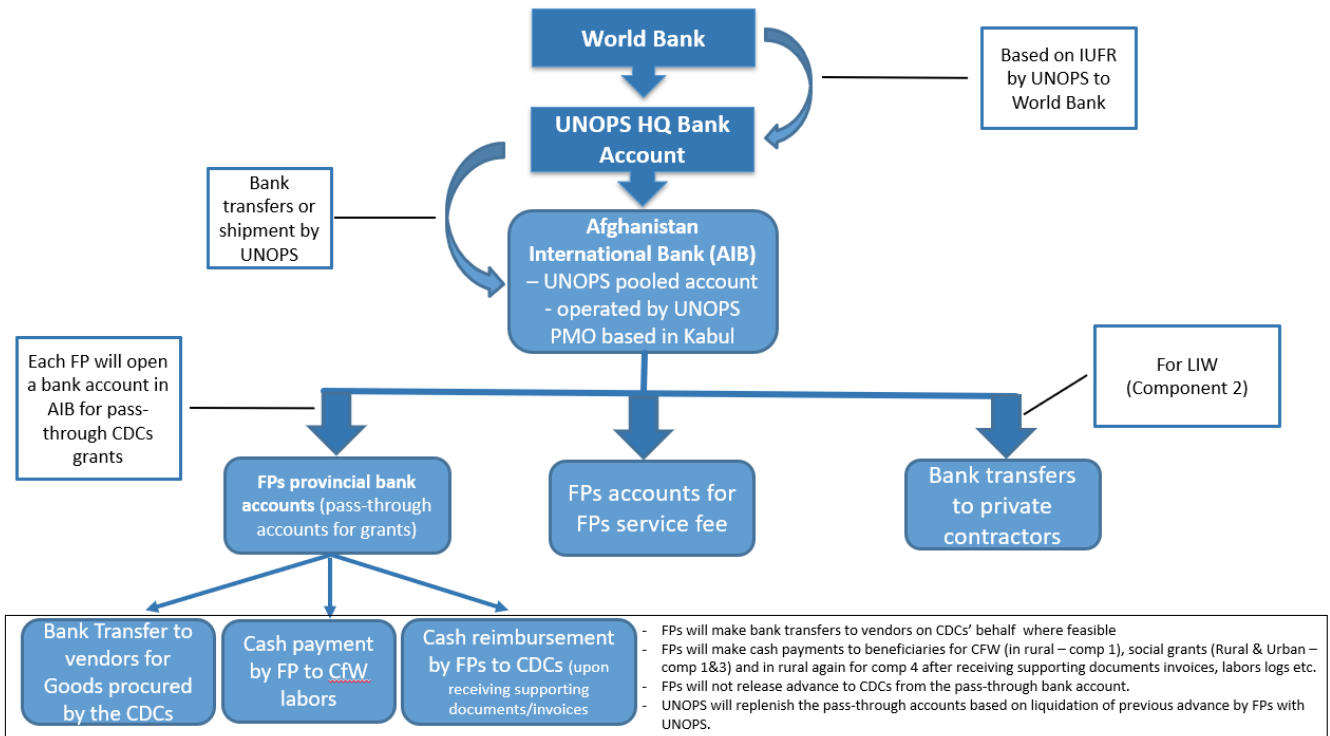 World Bank
Based on IUFR
by UNOPS to
World Bank
UNOPS HQ Bank
Account
Bank
transfers or
shipment by
UNOPS
Afghanistan
International Bank (AIB)
– UNOPS pooled account
- operated by UNOPS
PMO based in Kabul
Each FP will open
a bank account in
AIB for pass-
through CDCs
grants
For LIW
(Component 2)
FPs provincial bank
accounts (pass-through
accounts for grants)
FPs accounts for
FPs service fee
Bank transfers
to private
contractors
Bank Transfer to
vendors for
Goods procured
by the CDCs
Cash payment
by FP to CfW
labors
Cash reimbursement
by FPs to CDCs (upon
receiving supporting
documents/invoices
- FPs will make bank transfers to vendors on CDCs’ behalf where feasible
- FPs will make cash payments to beneficiaries for CFW (in rural – comp 1), social grants (Rural & Urban –
comp 1&3) and in rural again for comp 4 after receiving supporting documents invoices, labors logs etc.
- FPs will not release advance to CDCs from the pass-through bank account.
- UNOPS will replenish the pass-through accounts based on liquidation of previous advance by FPs with
UNOPS.